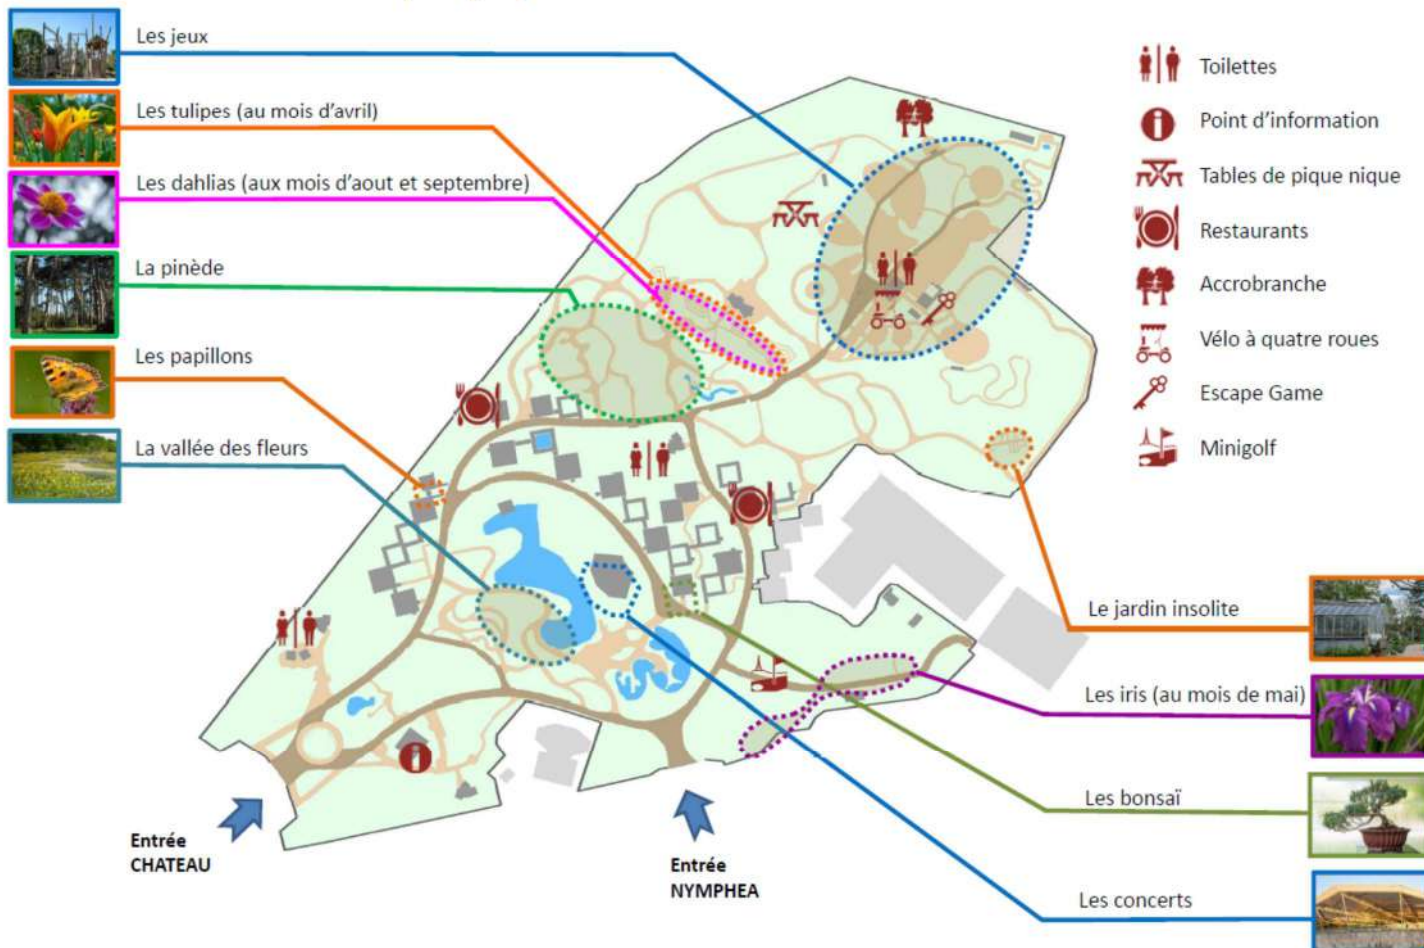 Les jeux
Les tulipes (au mois d'avril)
Les dahlias (aux mois d'aout et septembre)
La pinède
Les papillons
La vallée des fleurs
Toilettes
Point d'information
Tables de pique nique
Restaurants
Accrobranche
Vélo à quatre roues
Escape Game
Minigolf
Le jardin insolite
Les iris (au mois de mai)
Les bonsaï
Les concerts
Entrée
CHATEAU
Entrée
NYMPHEA